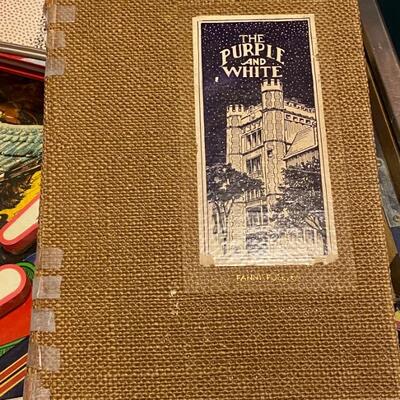 THE
PURPLE
AND
WHITE